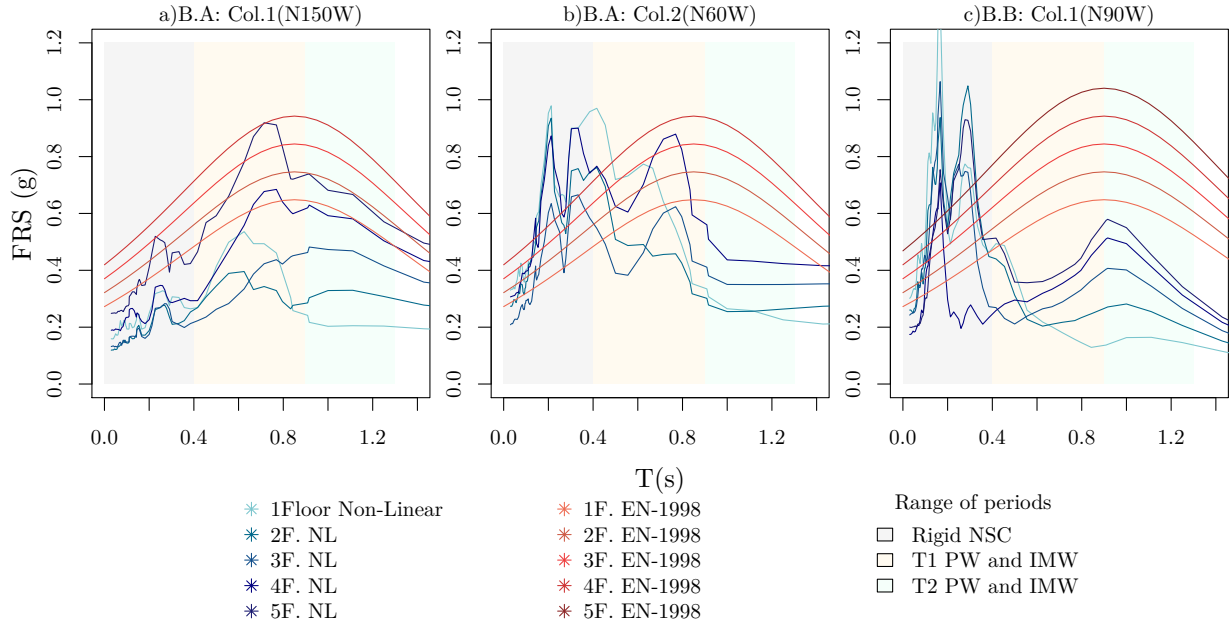 a)B.A: Col.1(N150W)
b)B.A: Col.2(N60W)
c)B.B: Col.1(N90W)
FRS (g)
0.0 0.2 0.4 0.6 0.8 1.0 1.2
0.0 0.2 0.4 0.6 0.8 1.0 1.2
0.0 0.2 0.4 0.6 0.8 1.0 1.2
0.0 0.4 0.8 1.2
0.0 0.4 0.8 1.2
0.0 0.4 0.8 1.2
T(s)
1Floor Non-Linear
2F. NL
3F. NL
4F. NL
5F. NL
1F. EN-1998
2F. EN-1998
3F. EN-1998
4F. EN-1998
5F. EN-1998
Range of periods
Rigid NSC
T1 PW and IMW
T2 PW and IMW